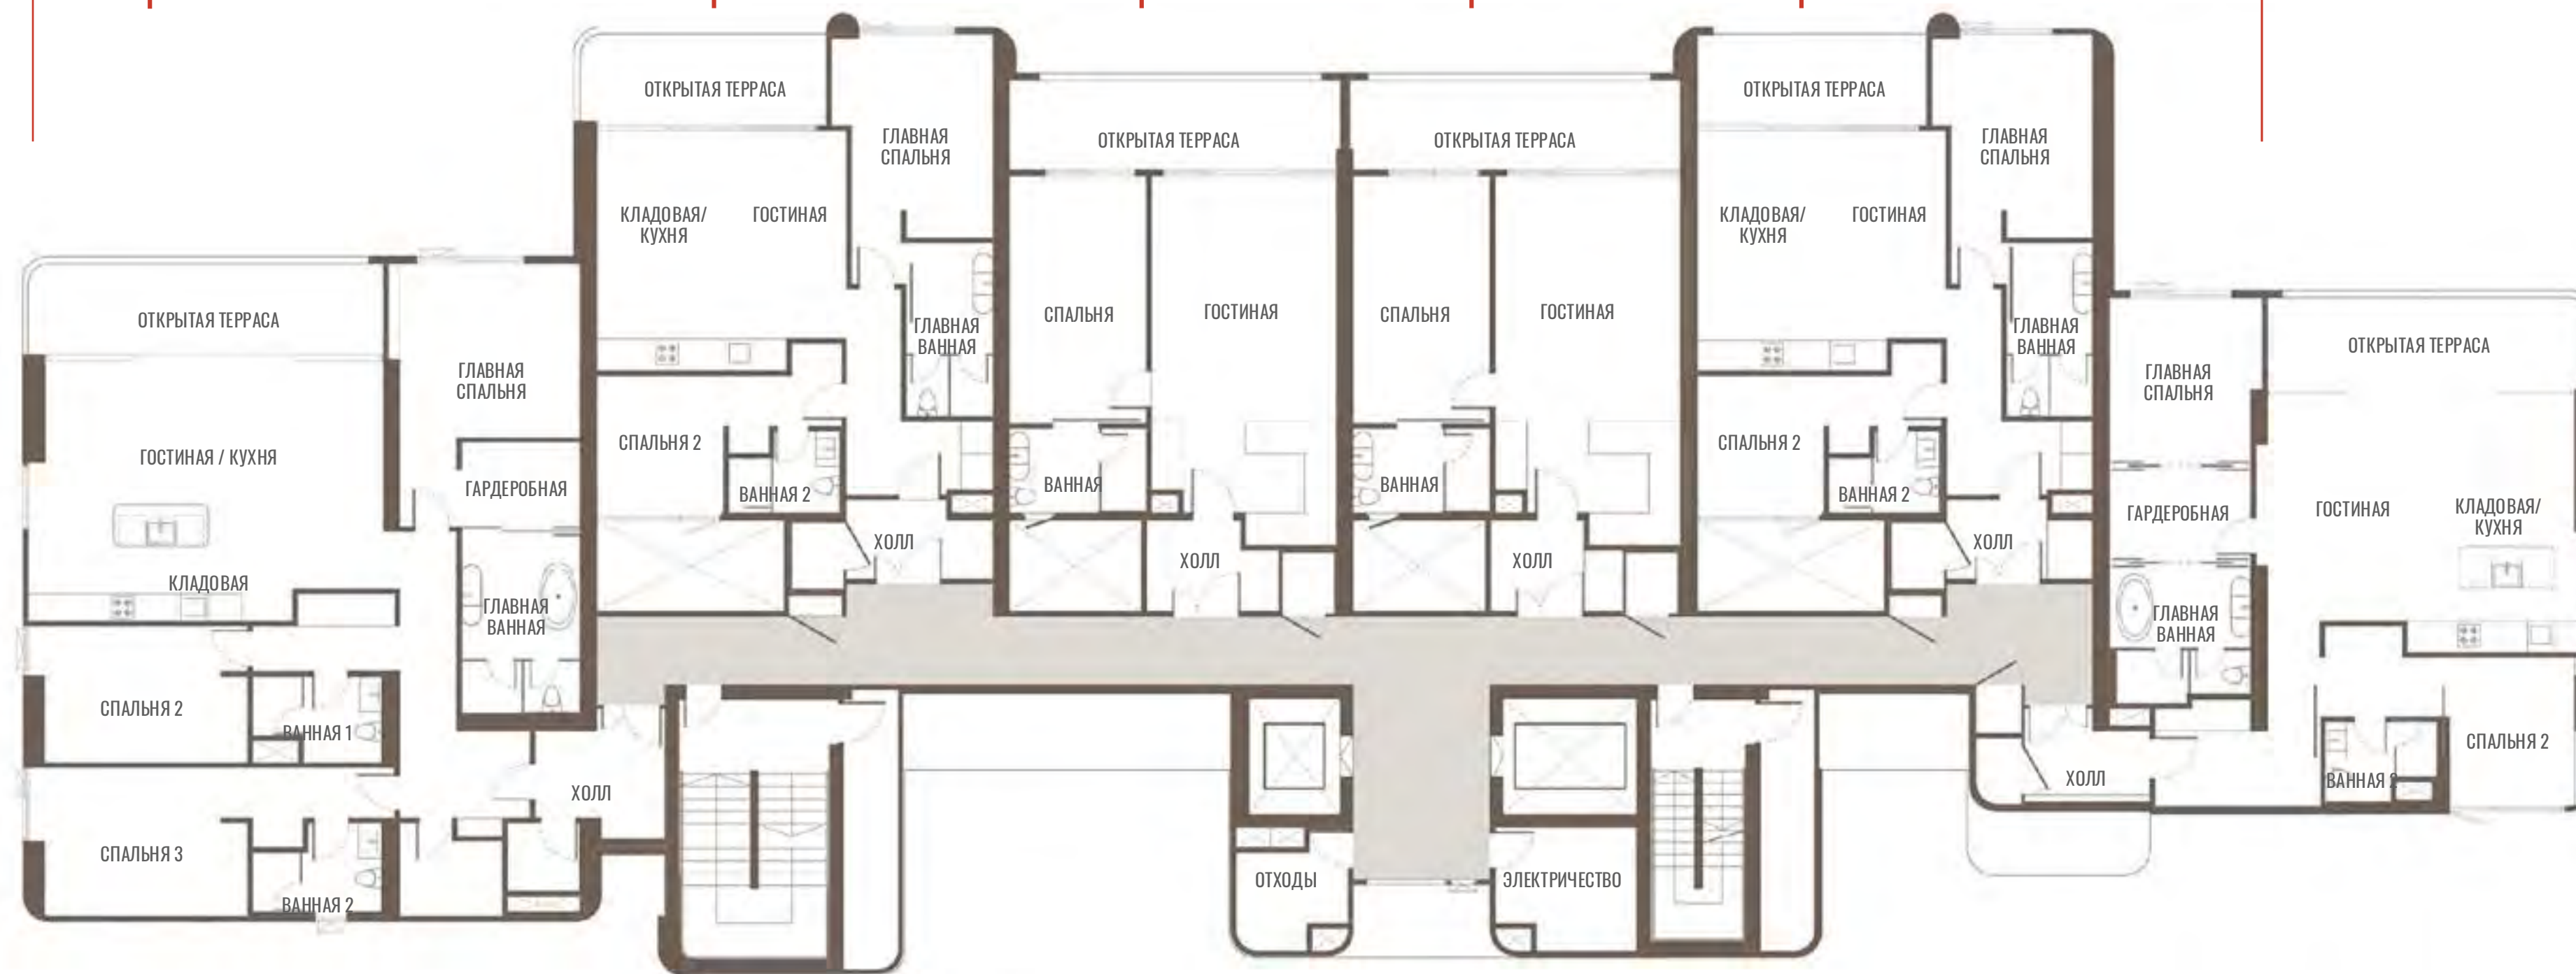 ОТКРЫТАЯ ТЕРРАСА
ГЛАВНАЯ
СПАЛЬНЯ
ГОСТИНАЯ / КУХНЯ
ГАРДЕРОБНАЯ
КЛАДОВАЯ
ГЛАВНАЯ
ВАННАЯ
СПАЛЬНЯ 2
ВАННАЯ 1
ХОЛЛ
СПАЛЬНЯ 3
ВАННАЯ 2
ОТКРЫТАЯ ТЕРРАСА
ГЛАВНАЯ
СПАЛЬНЯ
КЛАДОВАЯ/
КУХНЯ
ГОСТИНАЯ
ГЛАВНАЯ
ВАННАЯ
СПАЛЬНЯ 2
ВАННАЯ 2
ХОЛЛ
ОТКРЫТАЯ ТЕРРАСА
СПАЛЬНЯ
ГОСТИНАЯ
ВАННАЯ
ХОЛЛ
ОТКРЫТАЯ ТЕРРАСА
СПАЛЬНЯ
ГОСТИНАЯ
ВАННАЯ
ХОЛЛ
ОТКРЫТАЯ ТЕРРАСА
ГЛАВНАЯ
СПАЛЬНЯ
КЛАДОВАЯ/
КУХНЯ
ГОСТИНАЯ
ГЛАВНАЯ
ВАННАЯ
СПАЛЬНЯ 2
ВАННАЯ 2
ХОЛЛ
ОТКРЫТАЯ ТЕРРАСА
ГЛАВНАЯ
СПАЛЬНЯ
ГАРДЕРОБНАЯ
ГОСТИНАЯ
КЛАДОВАЯ/
КУХНЯ
ГЛАВНАЯ
ВАННАЯ
СПАЛЬНЯ 2
ВАННАЯ 2
ХОЛЛ
ОТХОДЫ
ЭЛЕКТРИЧЕСТВО